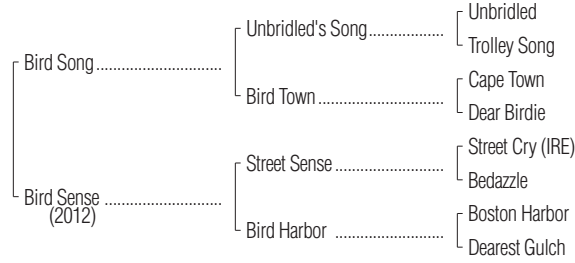 Unbridled
Unbridled's Song
Trolley Song
Bird Song
Cape Town
Bird Town
Dear Birdie
Street Cry (IRE)
Street Sense
Bedazzle
Bird Sense
(2012)
Boston Harbor
Bird Harbor
Dearest Gulch